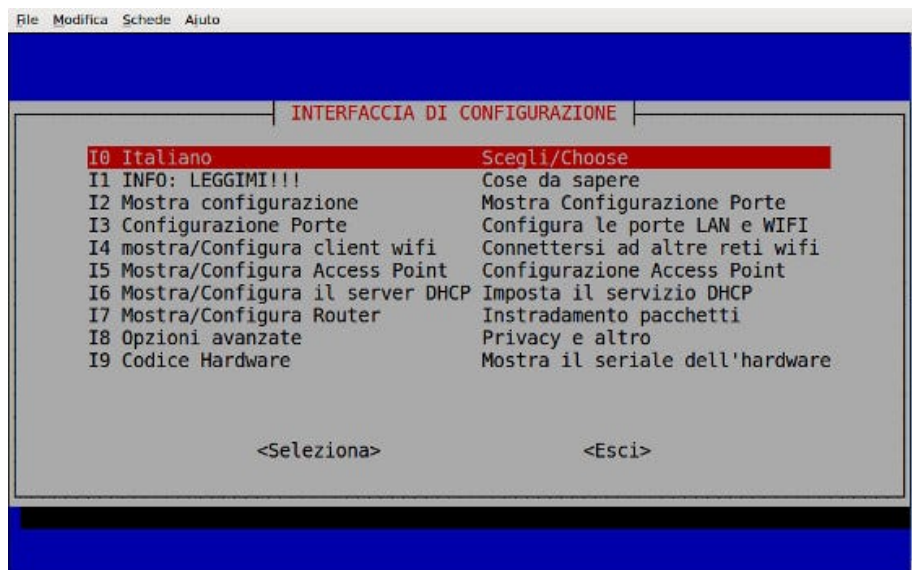 File Modifica Schede Aiuto
INTERFACCIA DI CONFIGURAZIONE
I0 Italiano Scegli/Choose
I1 INFO: LEGGIMI!!! Cose da sapere
I2 Mostra configurazione Mostra Configurazione Porte
I3 Configurazione Porte Configura le porte LAN e WIFI
I4 mostra/Configura client wifi Connettersi ad altre reti wifi
I5 Mostra/Configura Access Point Configurazione Access Point
I6 Mostra/Configura il server DHCP Imposta il servizio DHCP
I7 Mostra/Configura Router Instradamento pacchetti
I8 Opzioni avanzate Privacy e altro
I9 Codice Hardware Mostra il seriale dell'hardware
<Seleziona> <Esci>